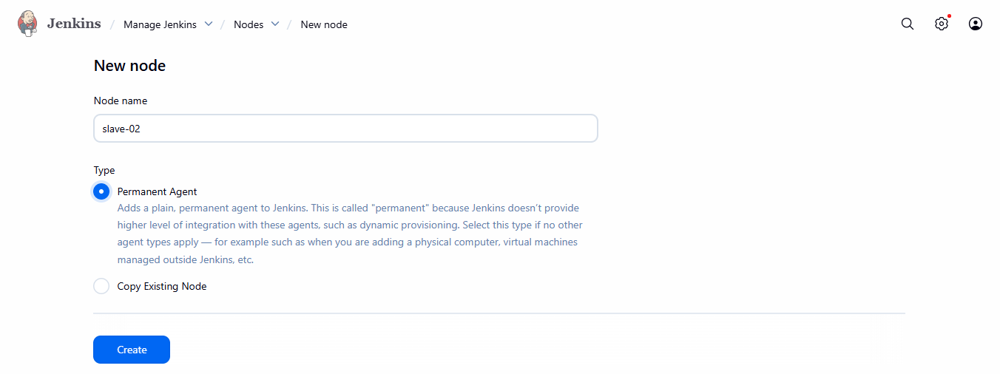 Jenkins / Manage Jenkins / Nodes / New node
New node
Node name
slave-02
Type
Permanent Agent
Adds a plain, permanent agent to Jenkins. This is called "permanent" because Jenkins doesn’t provide
higher level of integration with these agents, such as dynamic provisioning. Select this type if no other
agent types apply — for example such as when you are adding a physical computer, virtual machines
managed outside Jenkins, etc.
Copy Existing Node
Create